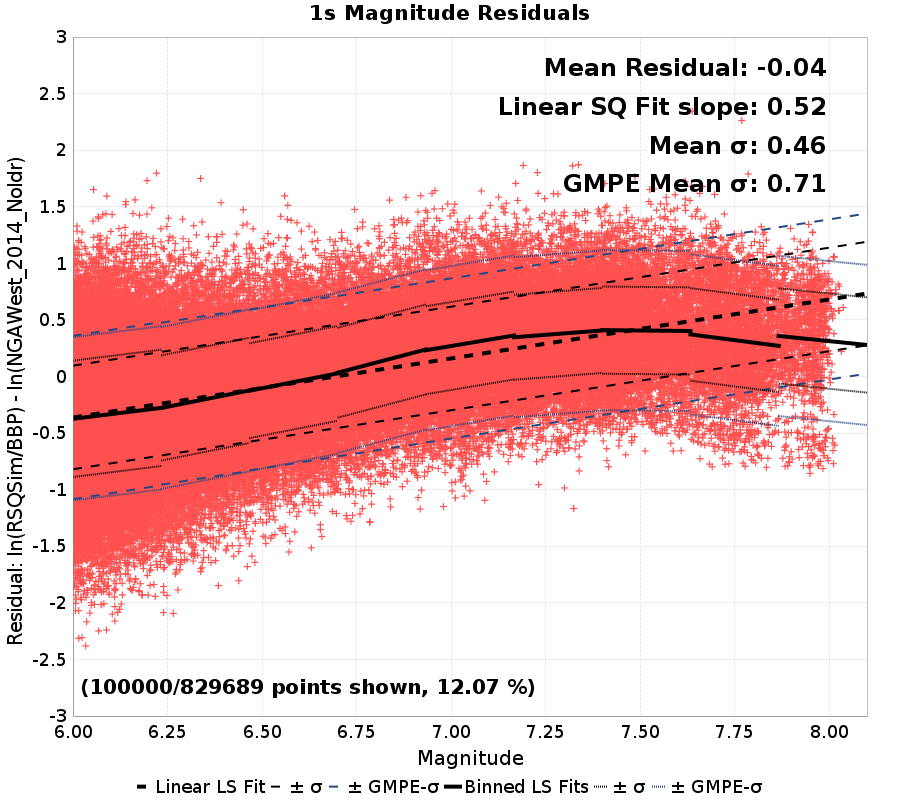 1s Magnitude Residuals
Mean Residual: -0.04
Linear SQ Fit slope: 0.52
Mean σ: 0.46
GMPE Mean σ: 0.71
Residual: ln(RSQSim/BBP) - ln(NGAWest_2014_NoIdr)
3
2.5
2
1.5
1
0.5
0
-0.5
-1
-1.5
-2
-2.5
-3
(100000/829689 points shown, 12.07 %)
6.00 6.25 6.50 6.75 7.00 7.25 7.50 7.75 8.00
Magnitude
Linear LS Fit ± σ ± GMPE-σ Binned LS Fits ± σ ± GMPE-σ